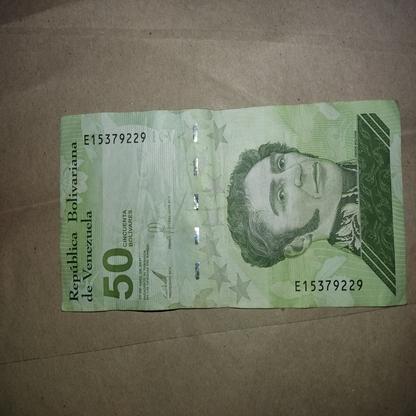 República Bolivariana
de Venezuela
E15379229
50
CINCUENTA
BOLÍVARES
E15379229